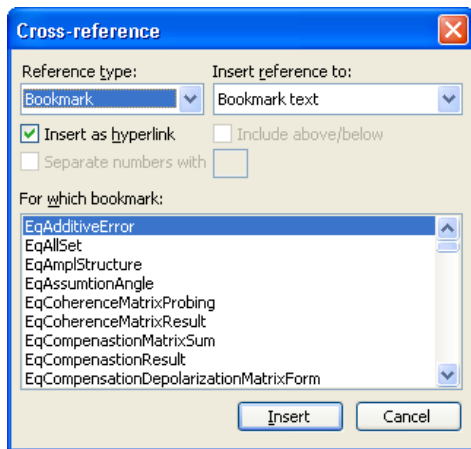 Cross-reference
Reference type: Insert reference to:
Bookmark Bookmark text
Insert as hyperlink Include above/below
Separate numbers with
For which bookmark:
EqAdditiveError
EqAllSet
EqAmplStructure
EqAssumtionAngle
EqCoherenceMatrixProbing
EqCoherenceMatrixResult
EqCompenastionMatrixSum
EqCompenastionResult
EqCompensationDepolarizationMatrixForm
Insert Cancel